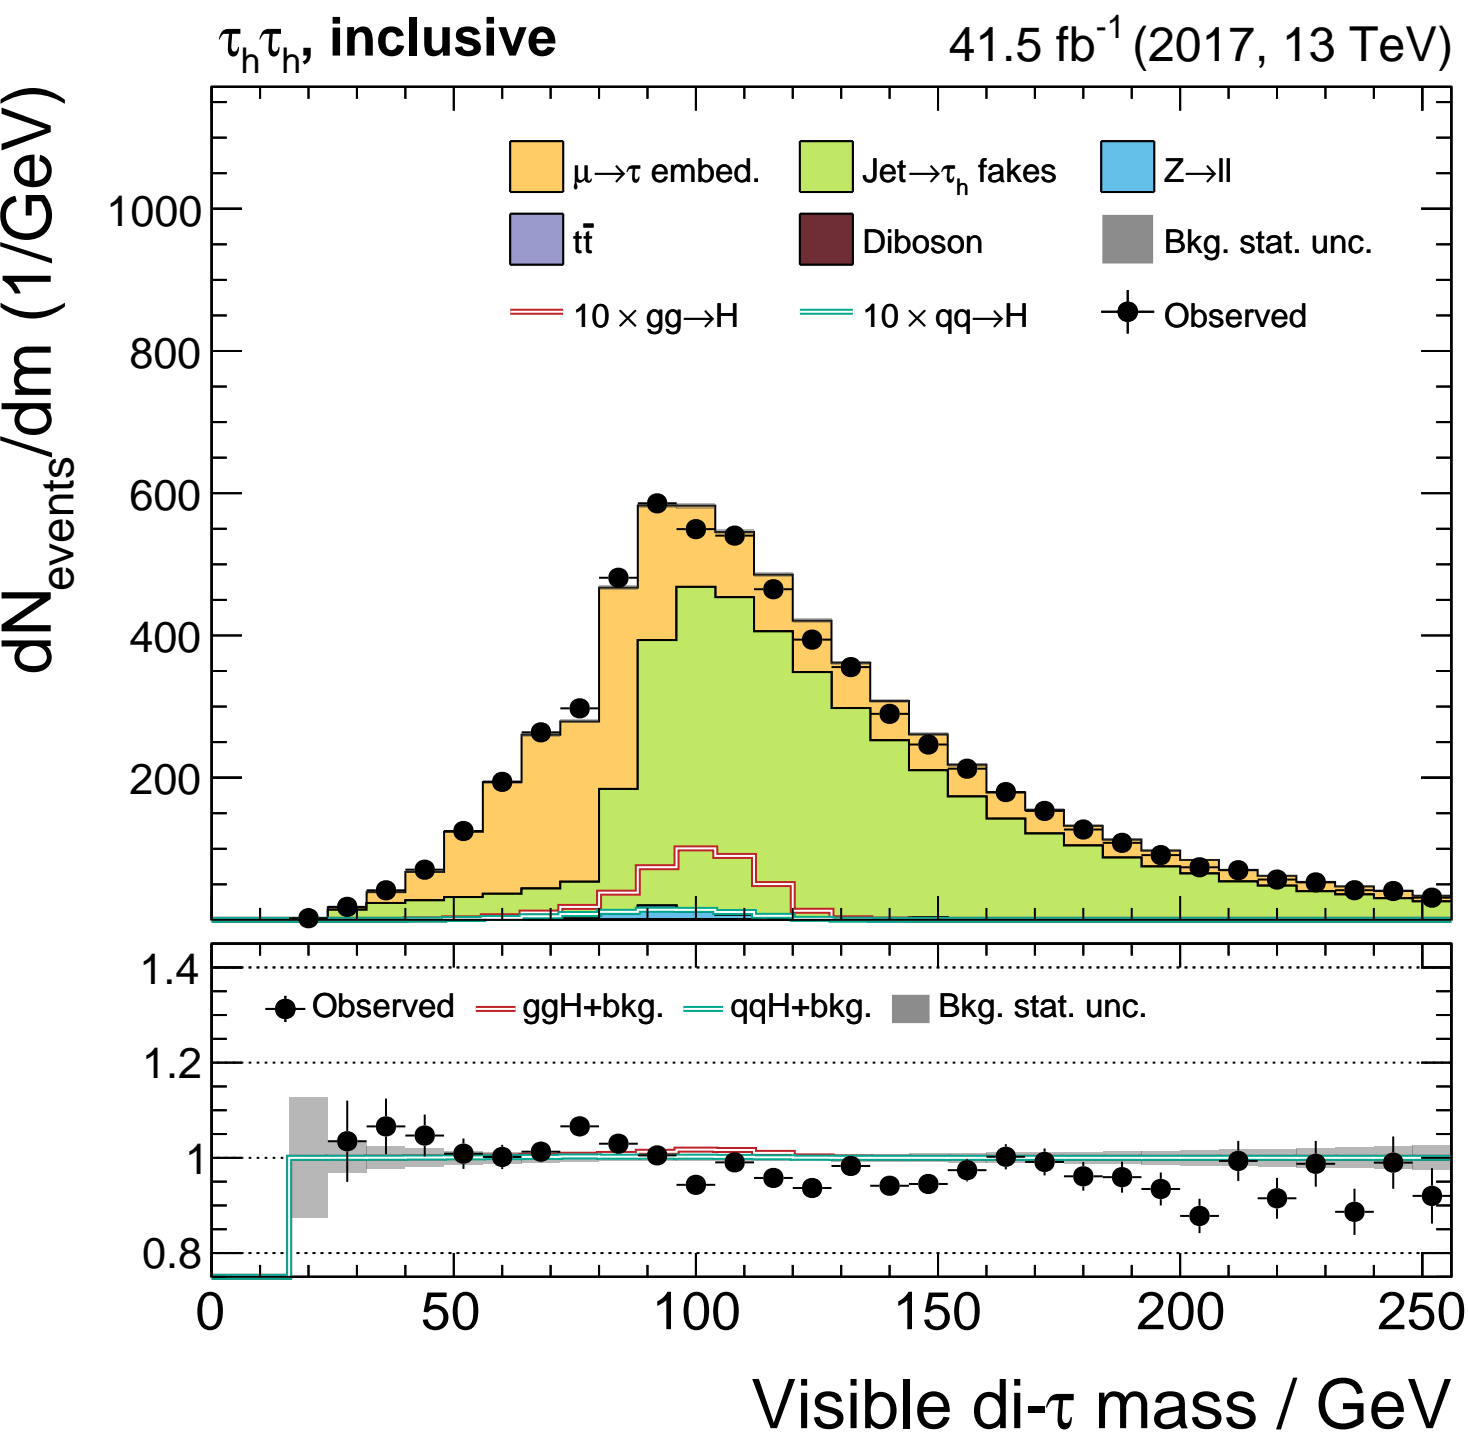 τhτh, inclusive 41.5 fb-1 (2017, 13 TeV)
dNevents/dm (1/GeV)
μ→τ embed. Jet→τh fakes Z→ll
tt̄ Diboson Bkg. stat. unc.
10 × gg→H 10 × qq→H Observed
1000
800
600
400
200
1.4
Observed ggH+bkg. qqH+bkg. Bkg. stat. unc.
1.2
1
0.8
0 50 100 150 200 250
Visible di-τ mass / GeV